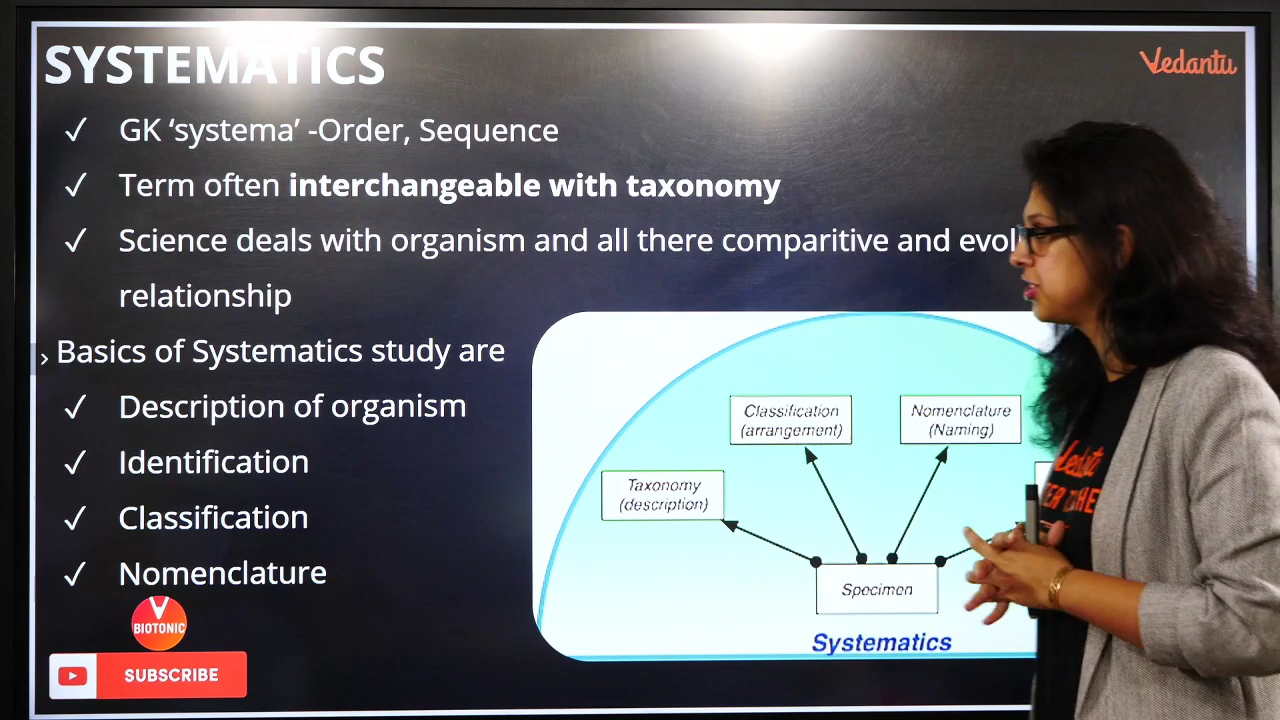 SYSTEMATICS
Vedantu
✓ GK ‘systema’ -Order, Sequence
✓ Term often interchangeable with taxonomy
✓ Science deals with organism and all there comparitive and
relationship
› Basics of Systematics study are
✓ Description of organism
✓ Identification
✓ Classification
✓ Nomenclature
Classification
(arrangement)
Nomenclature
(Naming)
Taxonomy
(description)
Specimen
Systematics
V
BIOTONIC
SUBSCRIBE